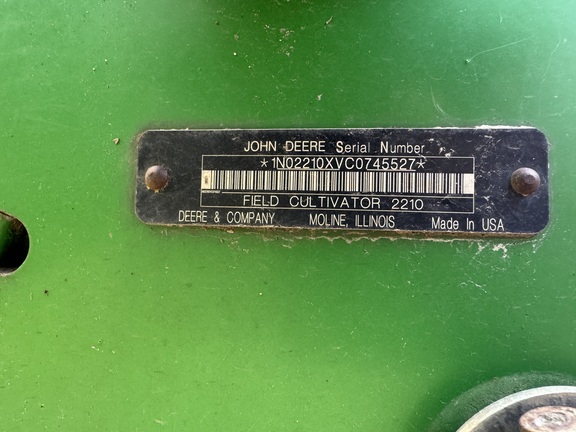 JOHN DEERE Serial Number
*1N02210XVC0745527*
FIELD CULTIVATOR 2210
DEERE & COMPANY MOLINE, ILLINOIS Made In USA